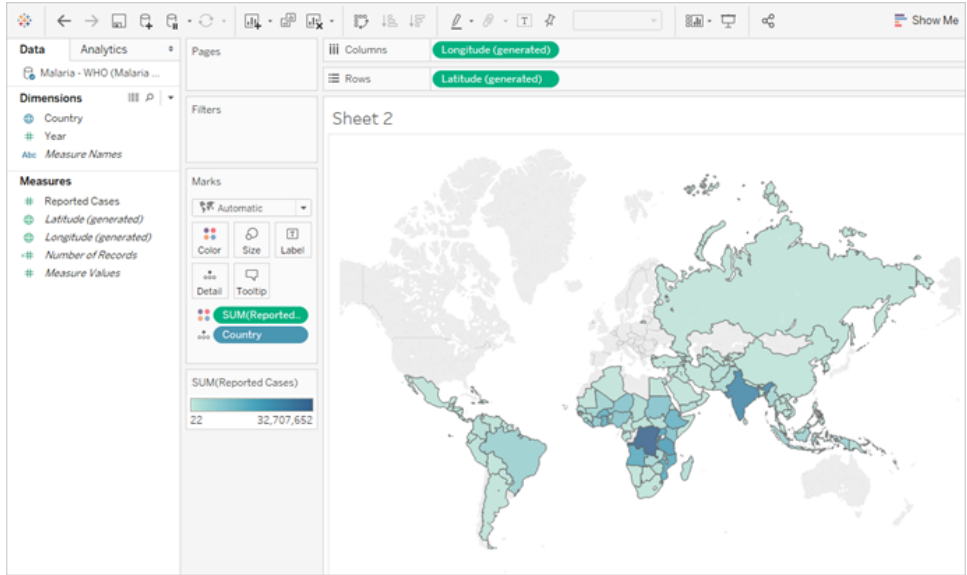 Show Me
Data
Analytics
Malaria - WHO (Malaria ...
Dimensions
Country
Year
Abc Measure Names
Measures
Reported Cases
Latitude (generated)
Longitude (generated)
Number of Records
Measure Values
Pages
Filters
Marks
Automatic
Color Size Label
Detail Tooltip
SUM(Reported..
Country
SUM(Reported Cases)
22 32,707,652
Columns Longitude (generated)
Rows Latitude (generated)
Sheet 2